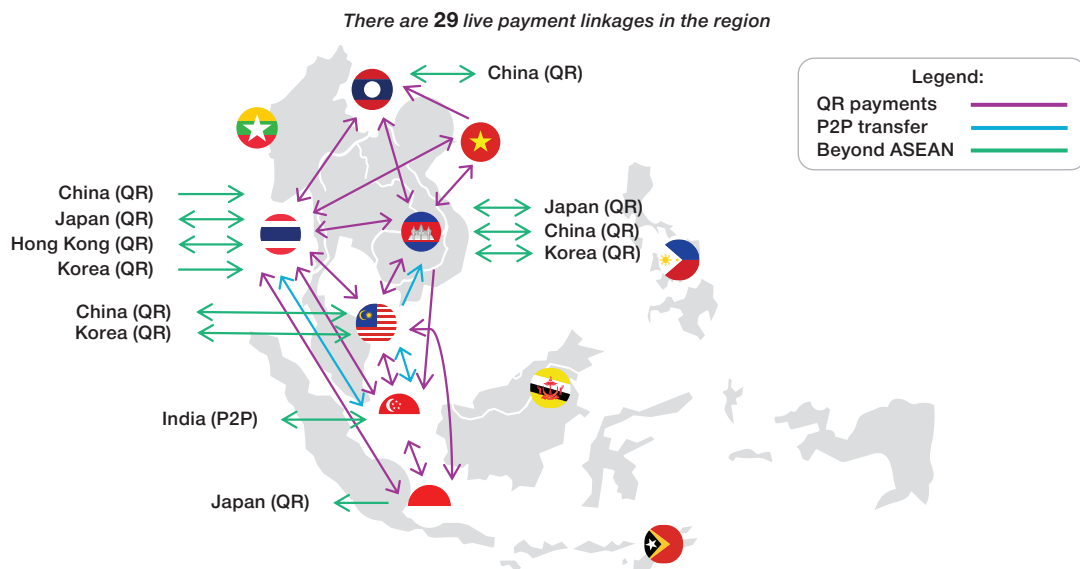 There are 29 live payment linkages in the region
China (QR)
Legend:
QR payments
P2P transfer
Beyond ASEAN
China (QR)
Japan (QR)
Hong Kong (QR)
Korea (QR)
Japan (QR)
China (QR)
Korea (QR)
China (QR)
Korea (QR)
India (P2P)
Japan (QR)